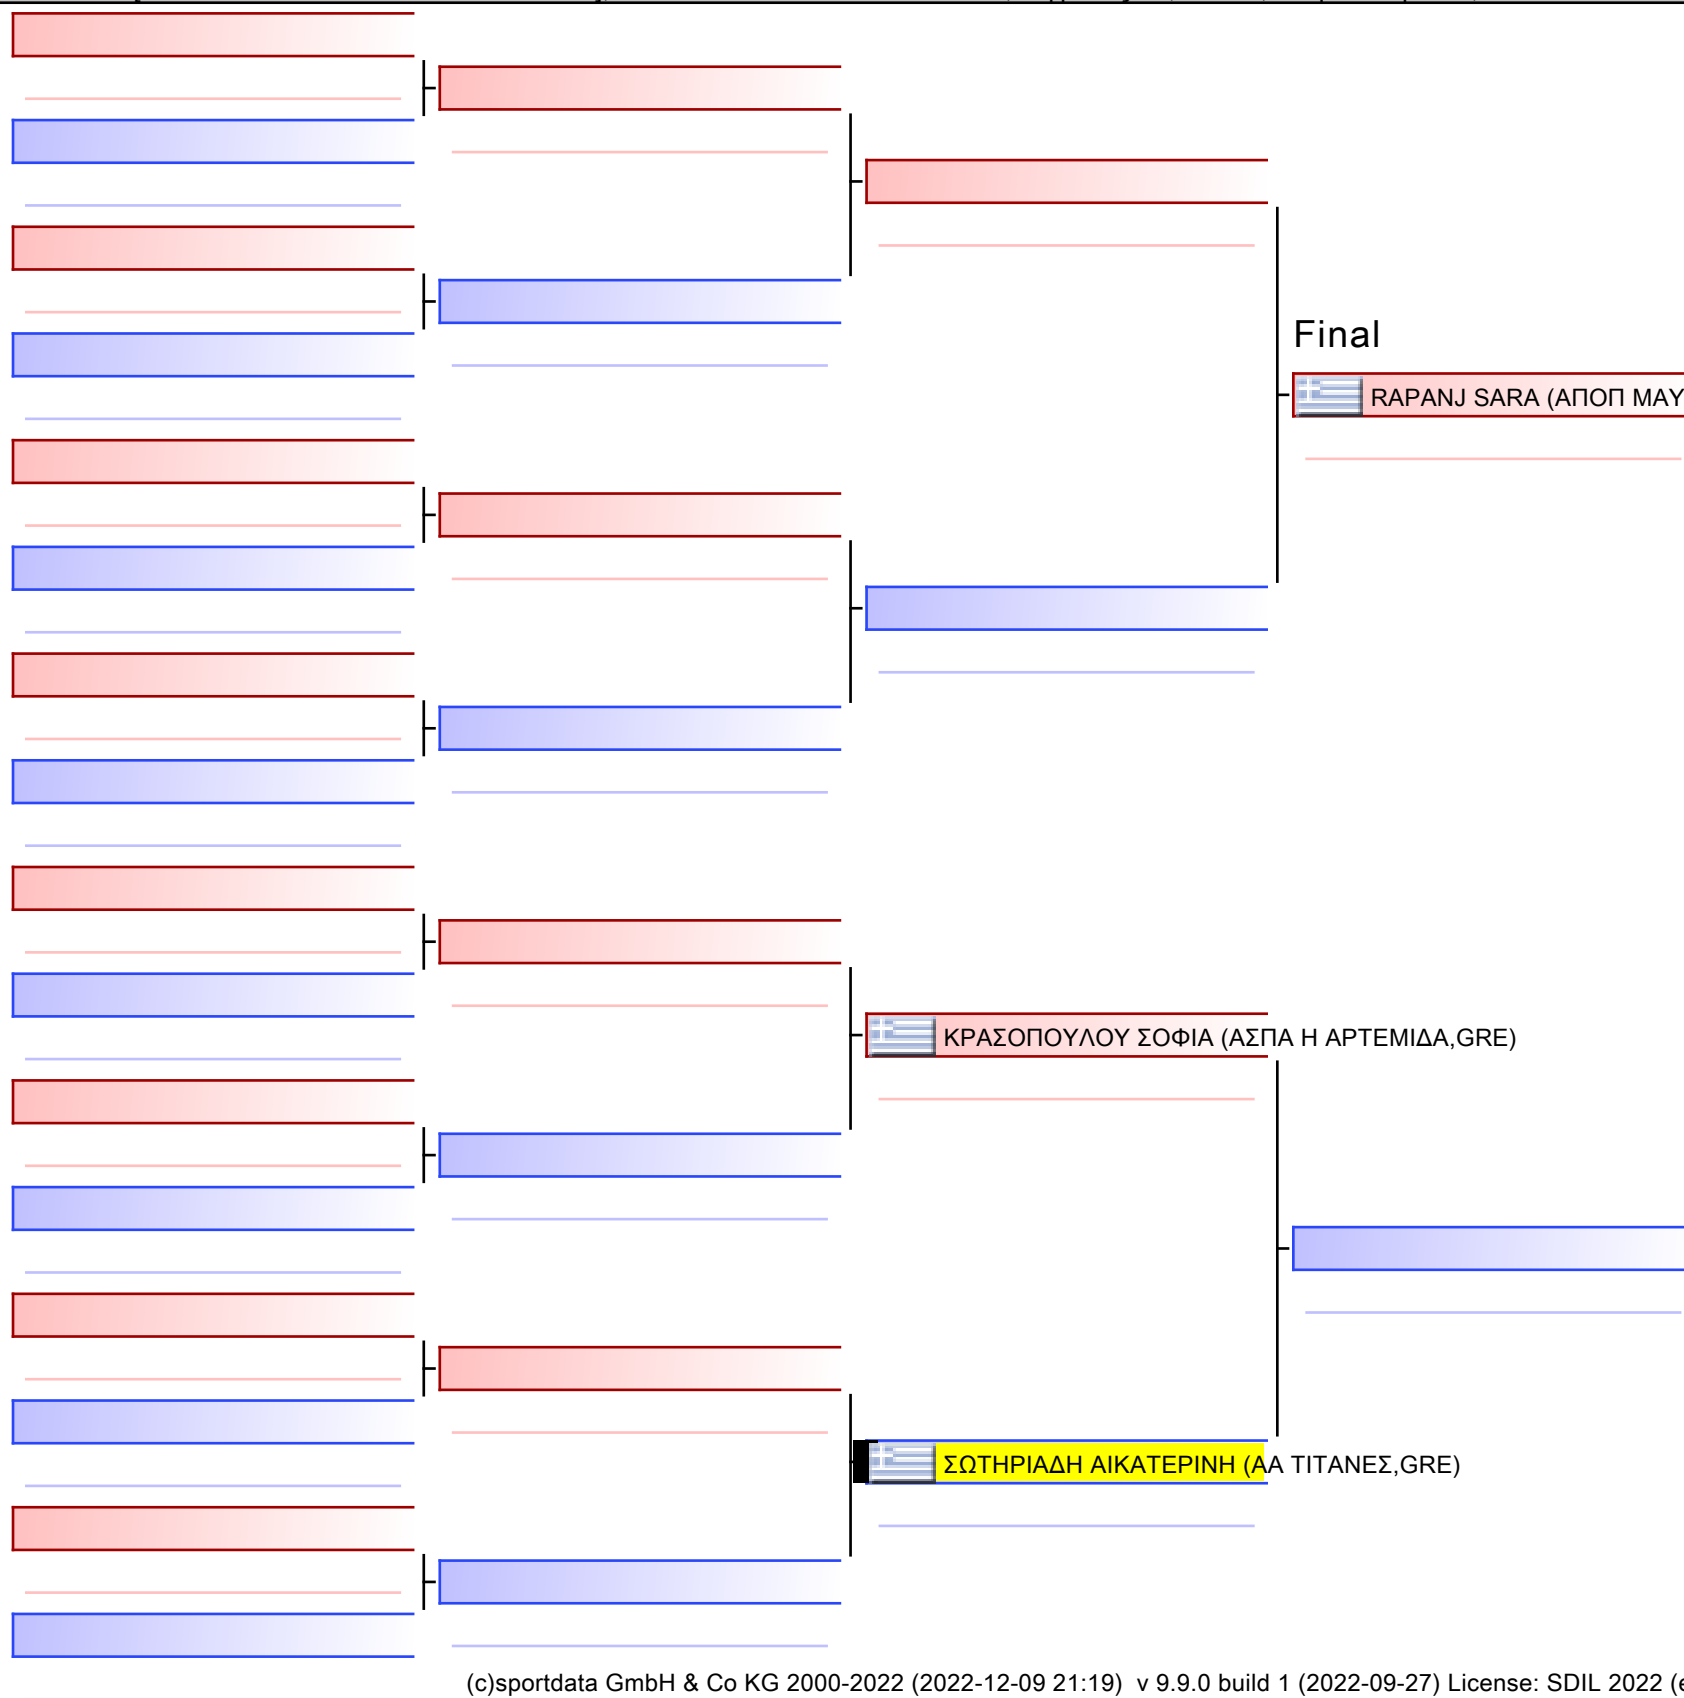 Final
RAPANJ SARA (ΑΠΟΠ ΜΑΥ
ΚΡΑΣΟΠΟΥΛΟΥ ΣΟΦΙΑ (ΑΣΠΑ Η ΑΡΤΕΜΙΔΑ,GRE)
ΣΩΤΗΡΙΑΔΗ ΑΙΚΑΤΕΡΙΝΗ (ΑΑ ΤΙΤΑΝΕΣ,GRE)
(c)sportdata GmbH & Co KG 2000-2022 (2022-12-09 21:19) v 9.9.0 build 1 (2022-09-27) License: SDIL 2022 (e